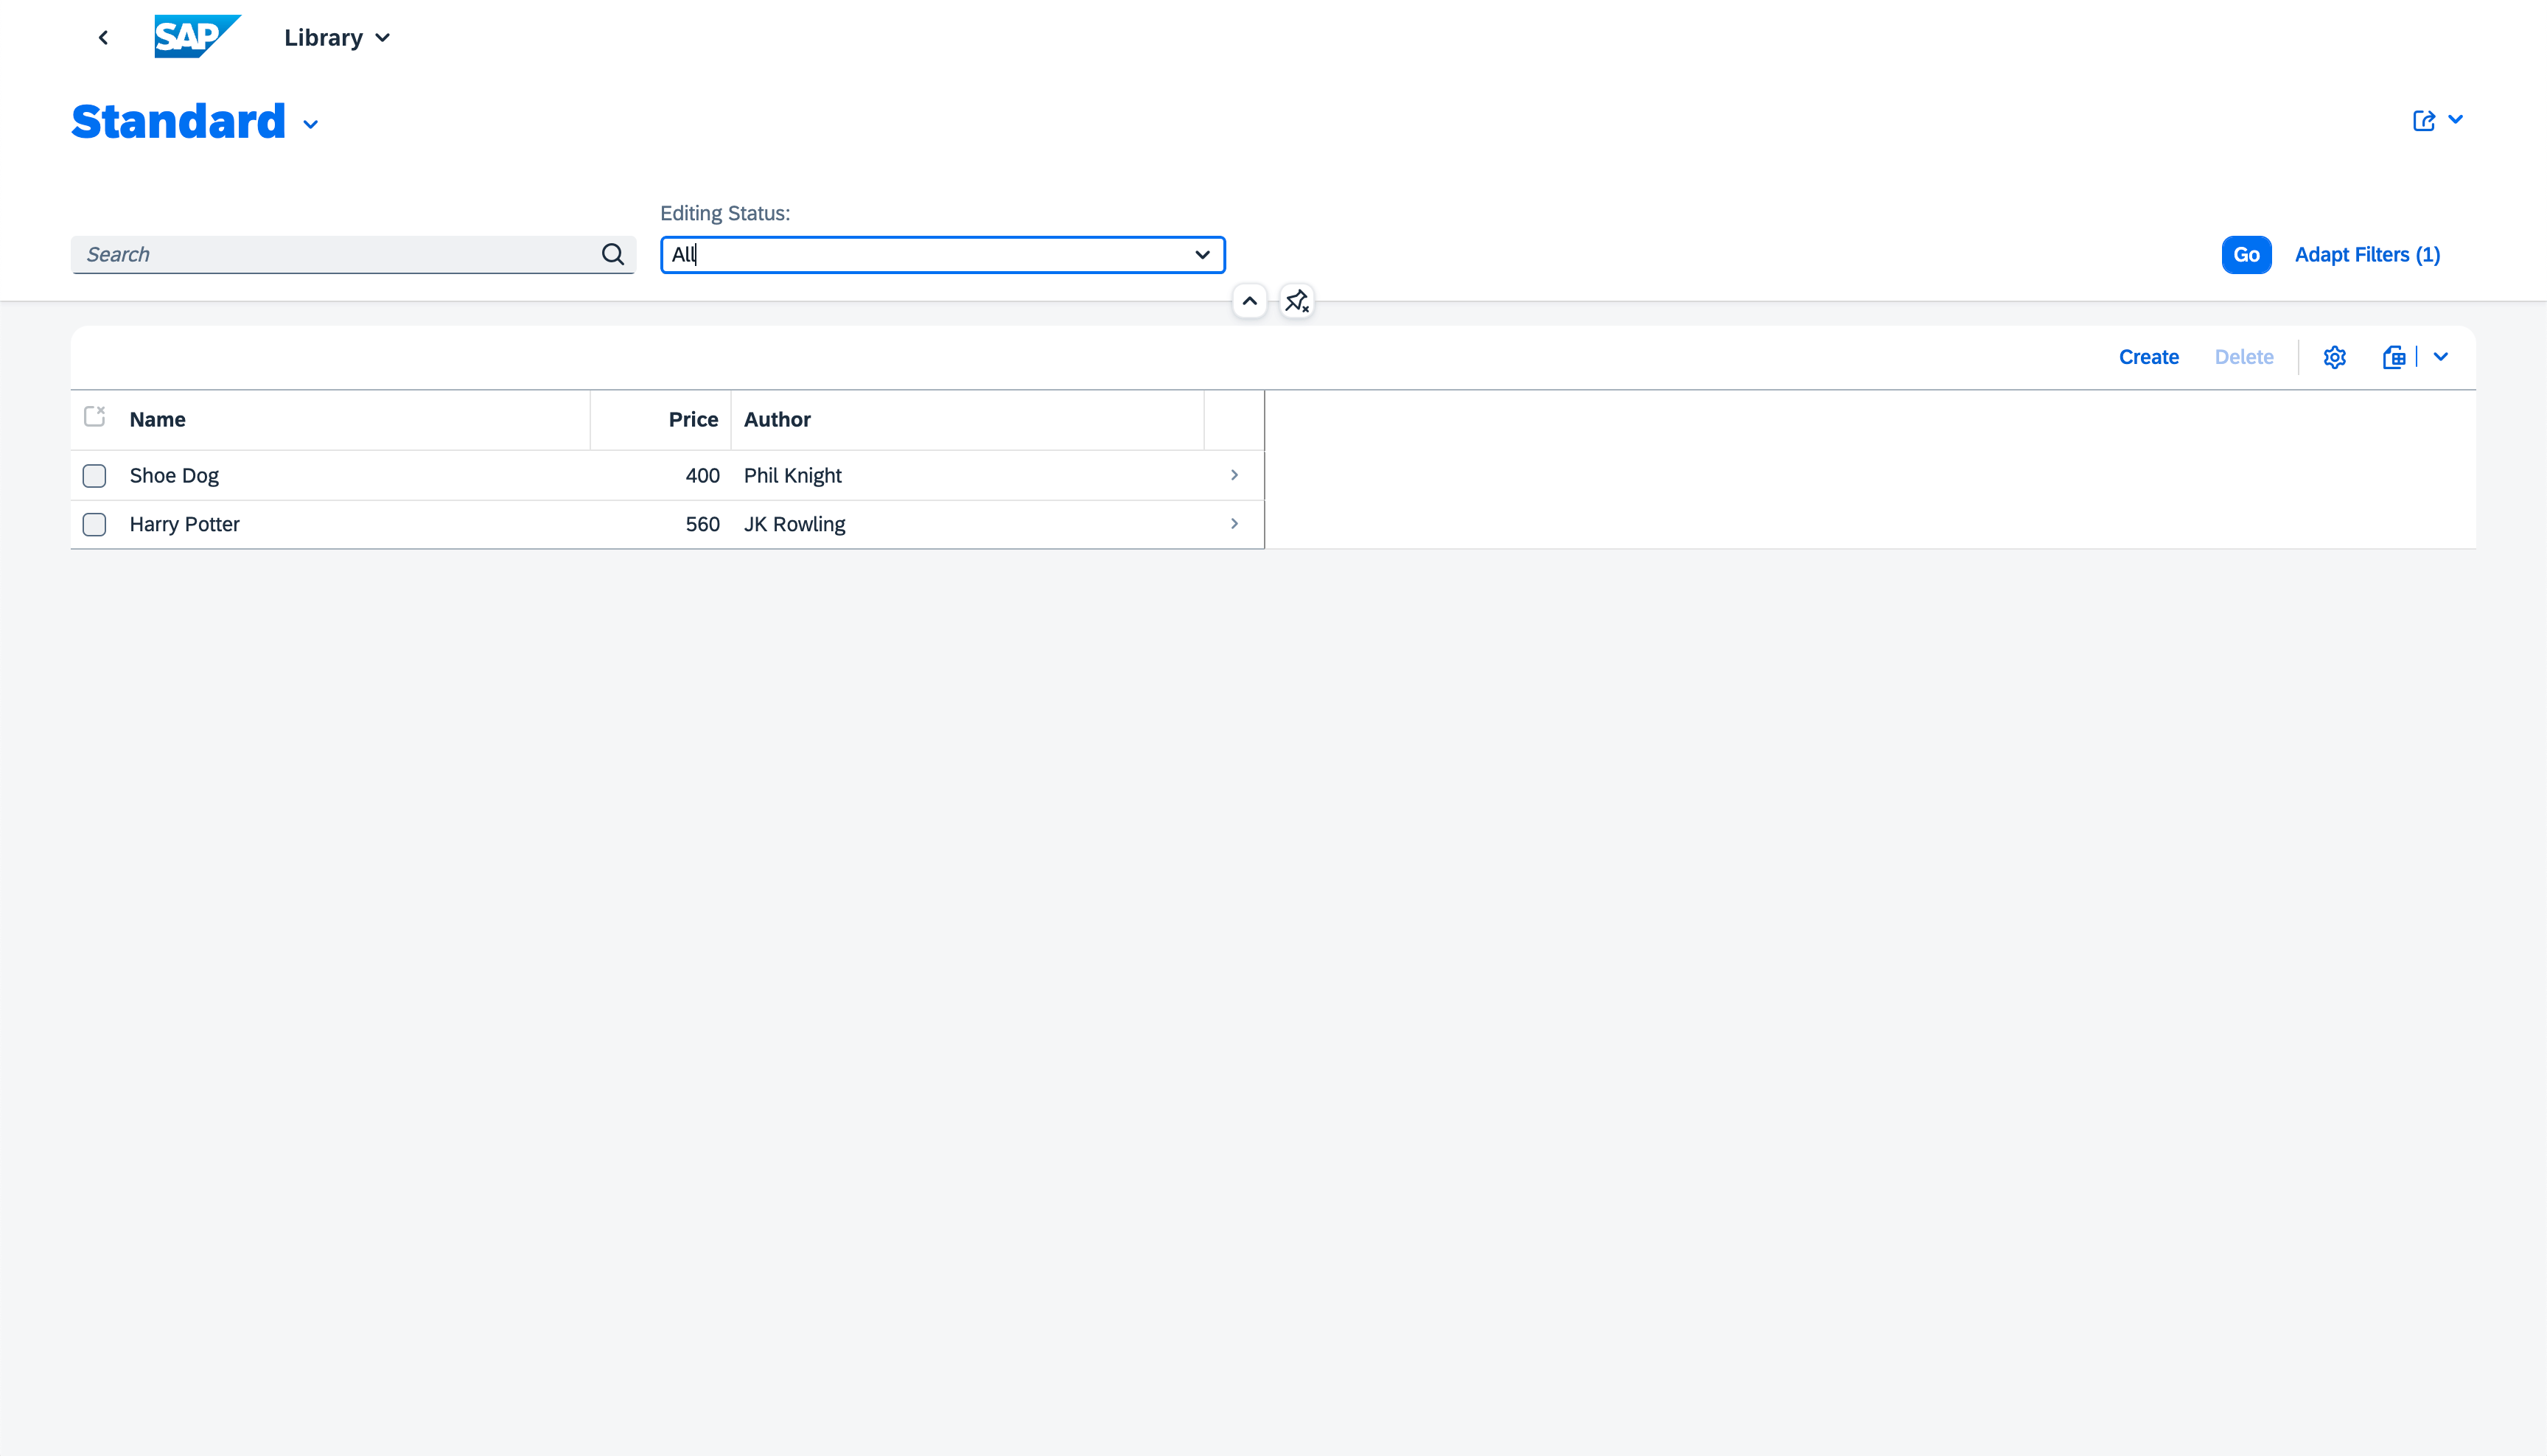 SAP Library
Standard
Editing Status:
Search All Go Adapt Filters (1)
Create Delete
Name Price Author
Shoe Dog 400 Phil Knight
Harry Potter 560 JK Rowling